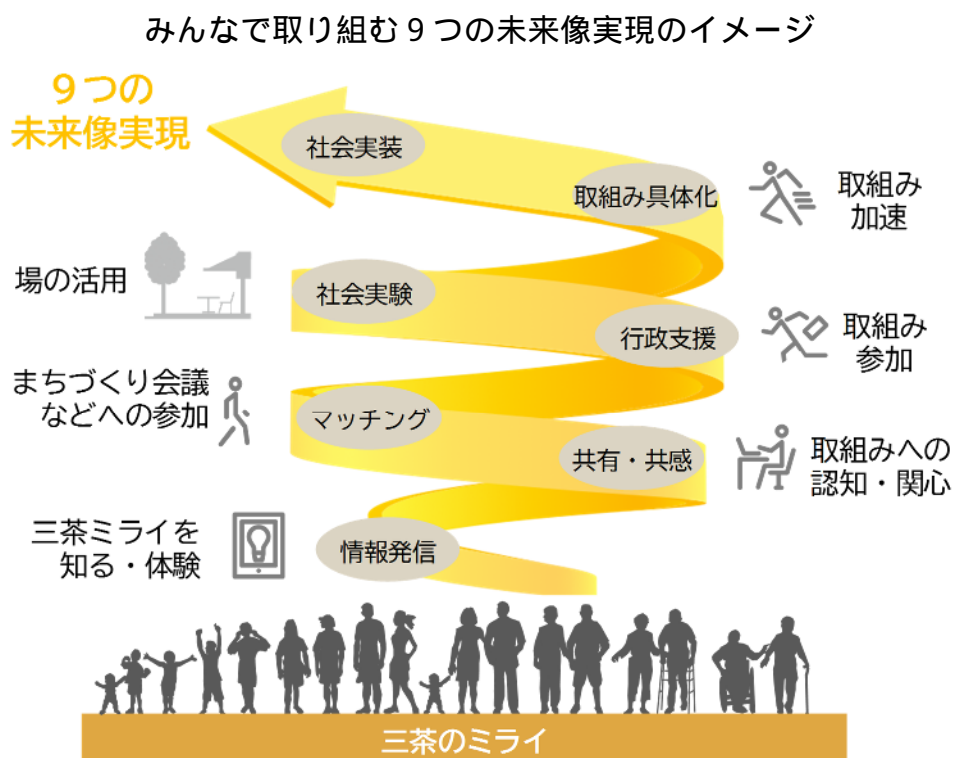 みんなで取り組む９つの未来像実現のイメージ
９つの
未来像実現
社会実装
取組み具体化
取組み
加速
場の活用
社会実験
行政支援
取組み
参加
まちづくり会議
などへの参加
マッチング
共有・共感
取組みへの
認知・関心
三茶ミライを
知る・体験
情報発信
三茶のミライ